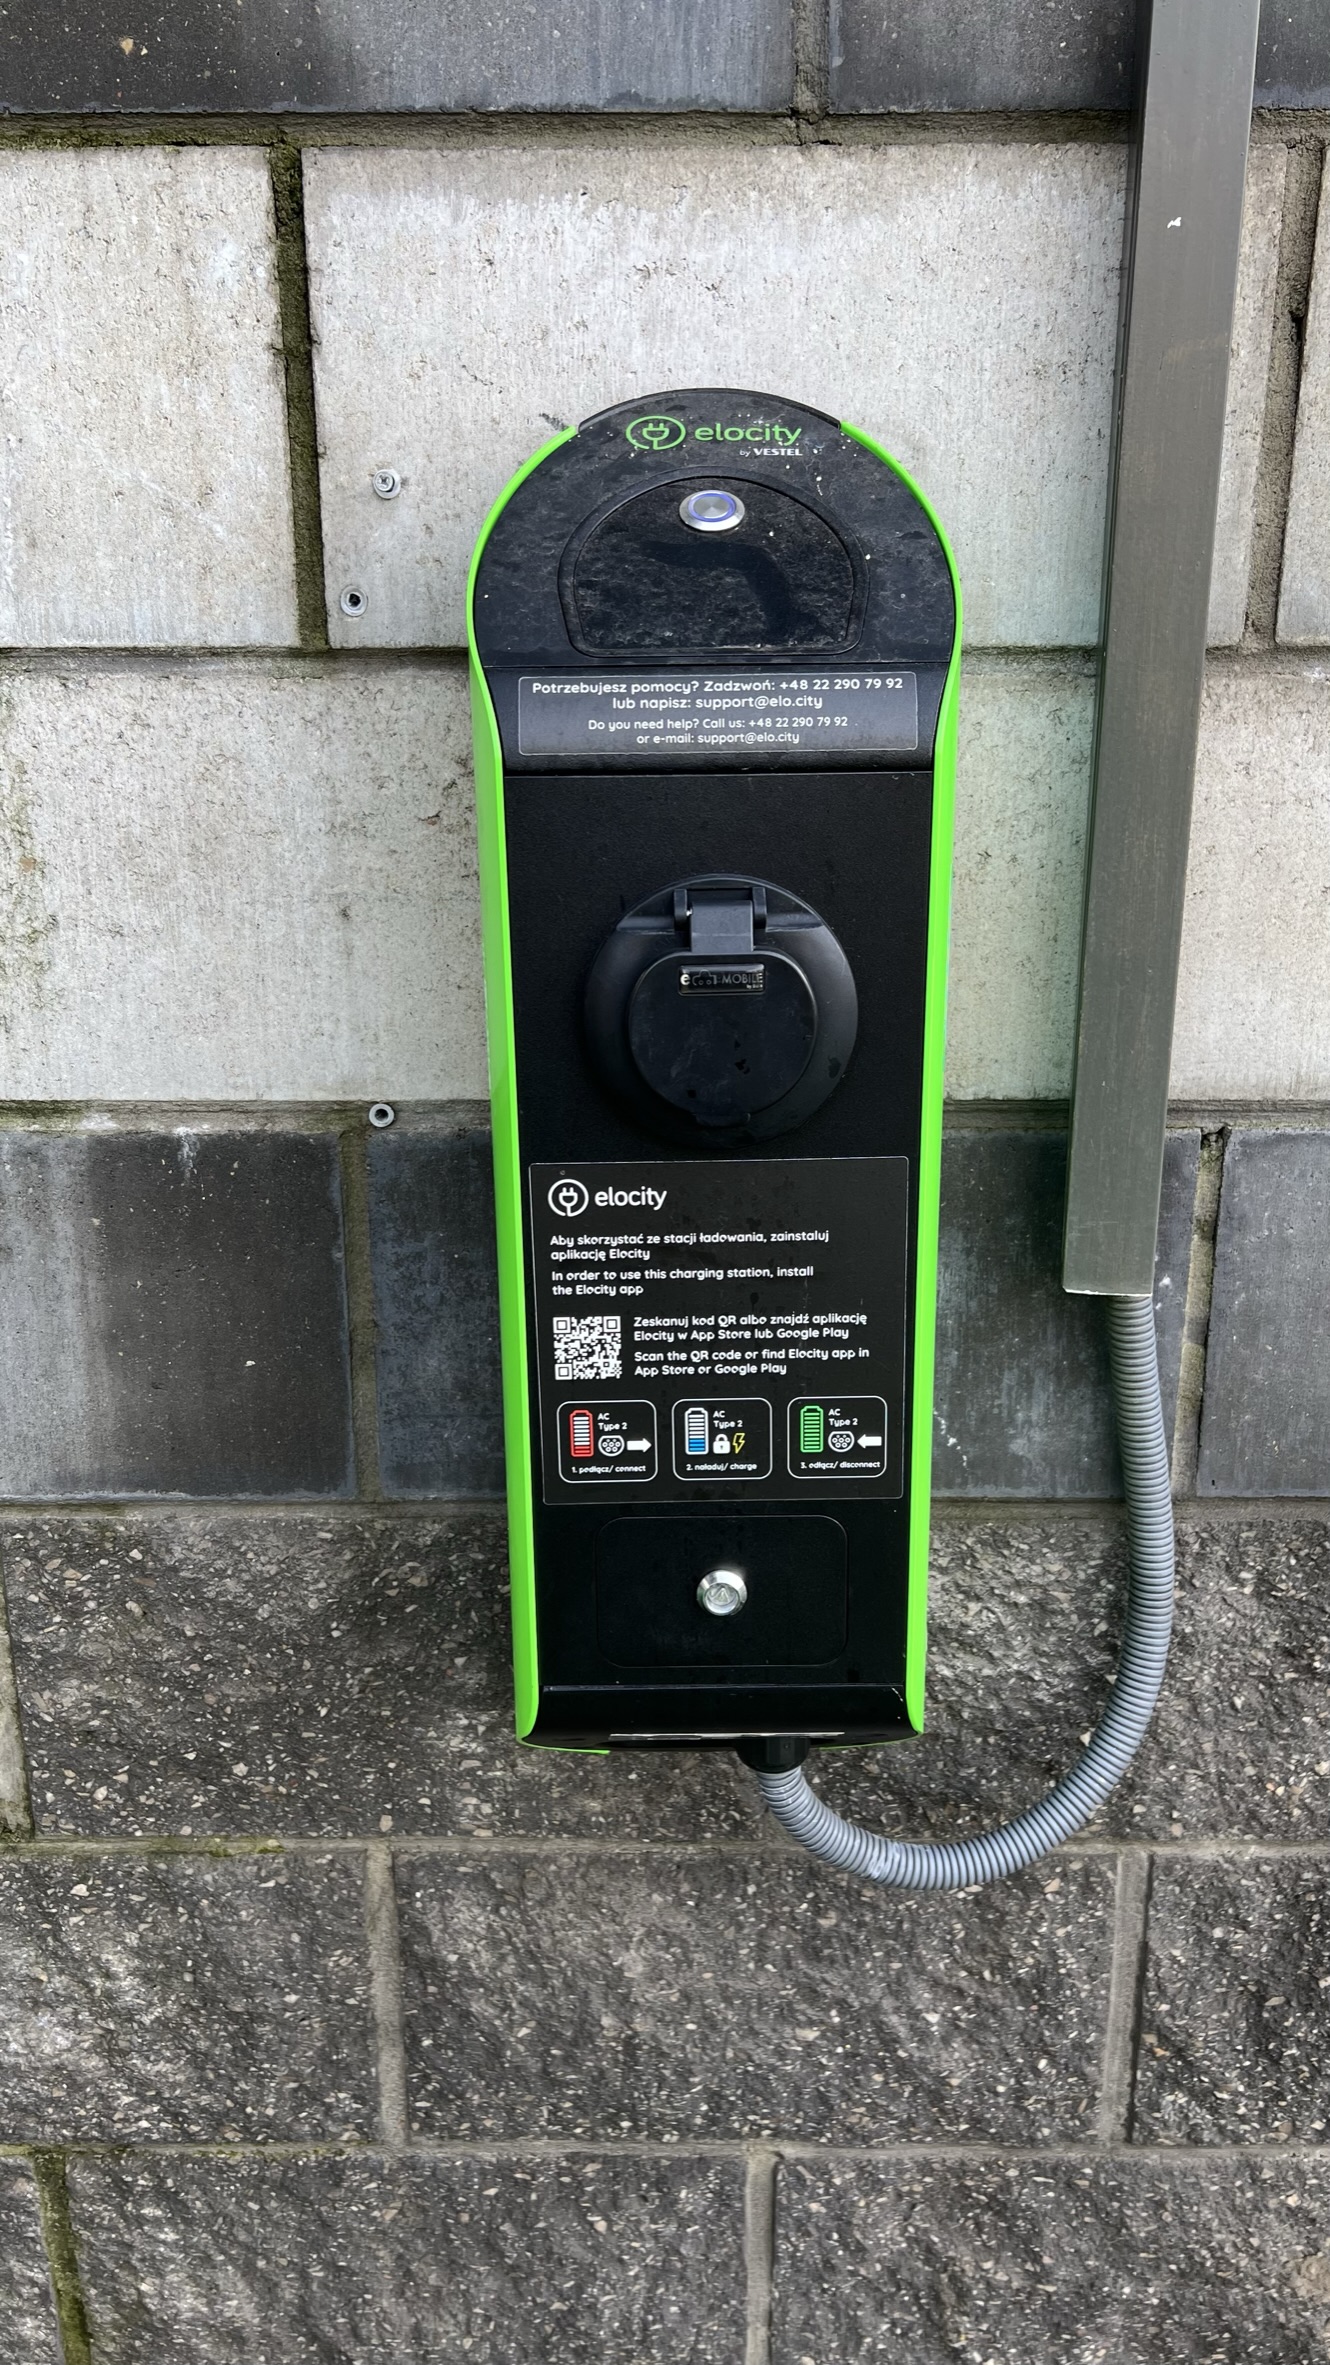 elocity
by VESTEL
Potrzebujesz pomocy? Zadzwoń: +48 22 290 79 92
lub napisz: support@elo.city
Do you need help? Call us: +48 22 290 79 92
or e-mail: support@elo.city
MOBILE
elocity
Aby skorzystać ze stacji ładowania, zainstaluj
aplikację Elocity
In order to use this charging station, install
the Elocity app
Zeskanuj kod QR albo znajdź aplikację
Elocity w App Store lub Google Play
Scan the QR code or find Elocity app in
App Store or Google Play
AC
Type 2
1. podłącz/ connect
AC
Type 2
2. naładuj/ charge
AC
Type 2
3. odłącz/ disconnect